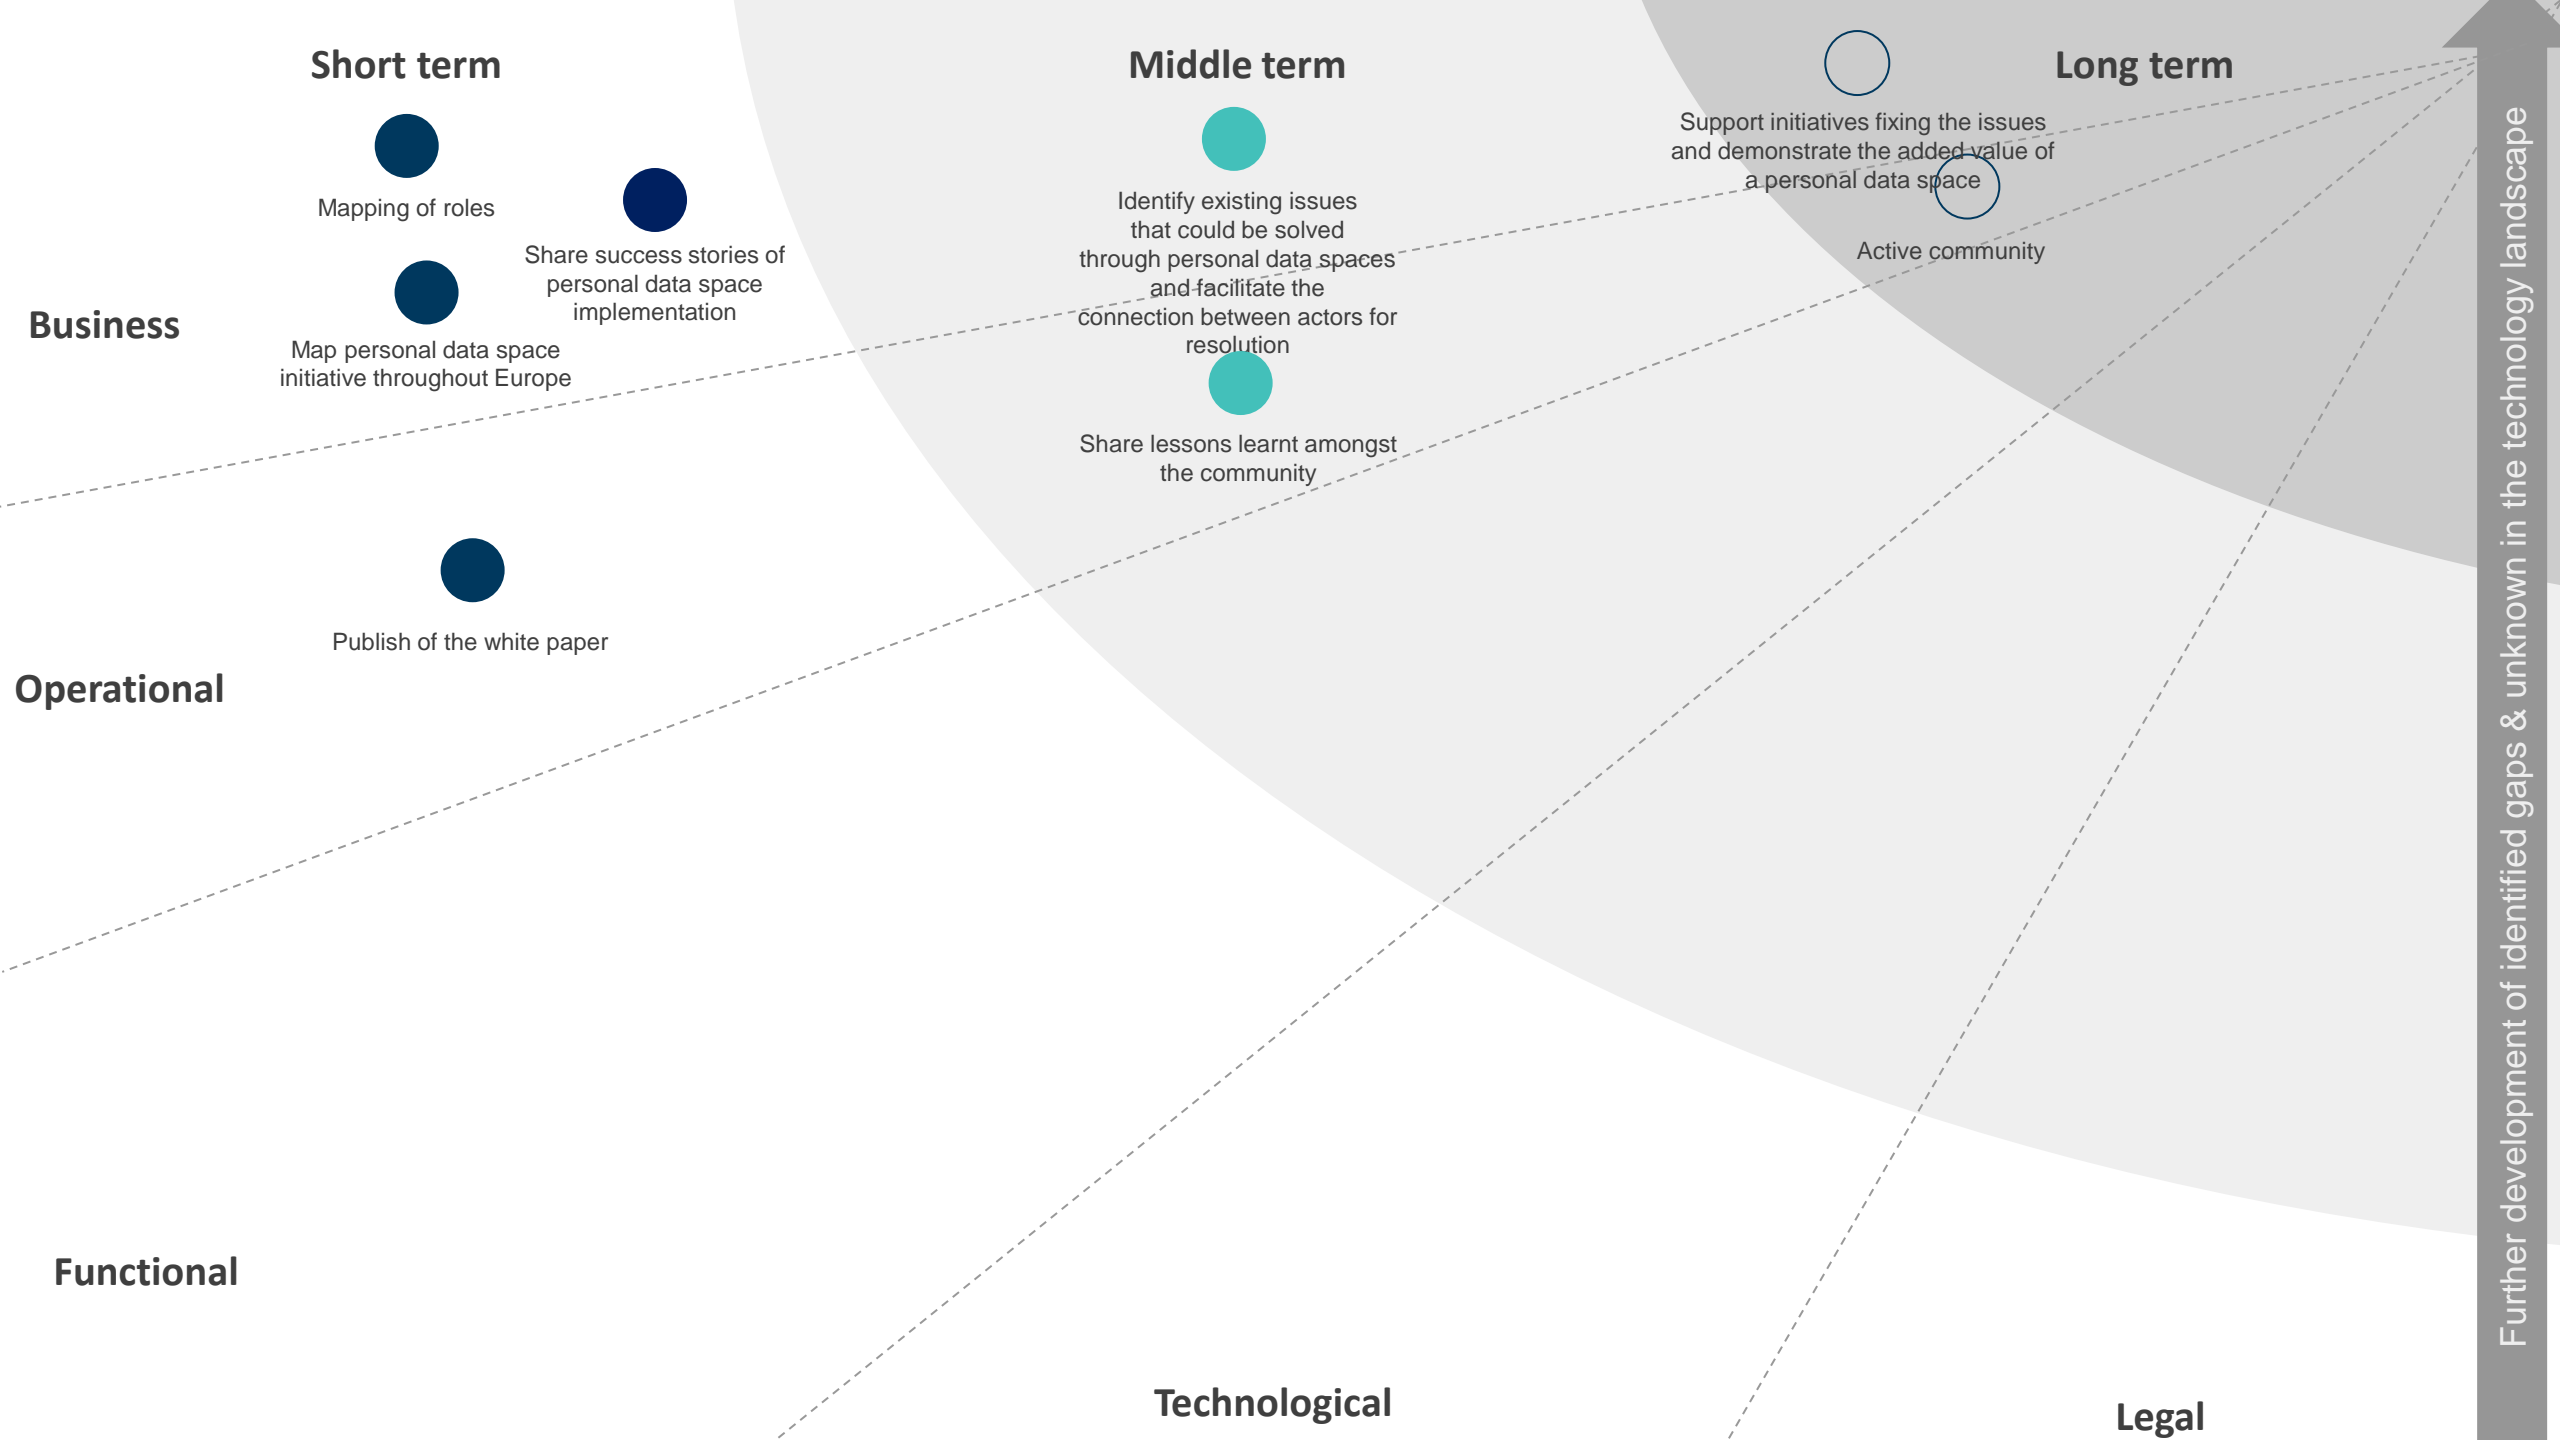 Short term
Middle term
Long term
Mapping of roles
Share success stories of
personal data space
implementation
Business
Map personal data space
initiative throughout Europe
Identify existing issues
that could be solved
through personal data spaces
and facilitate the
connection between actors for
resolution
Share lessons learnt amongst
the community
Support initiatives fixing the issues
and demonstrate the added value of
a personal data space
Active community
Publish of the white paper
Operational
Functional
Technological
Legal
Further development of identified gaps & unknown in the technology landscape